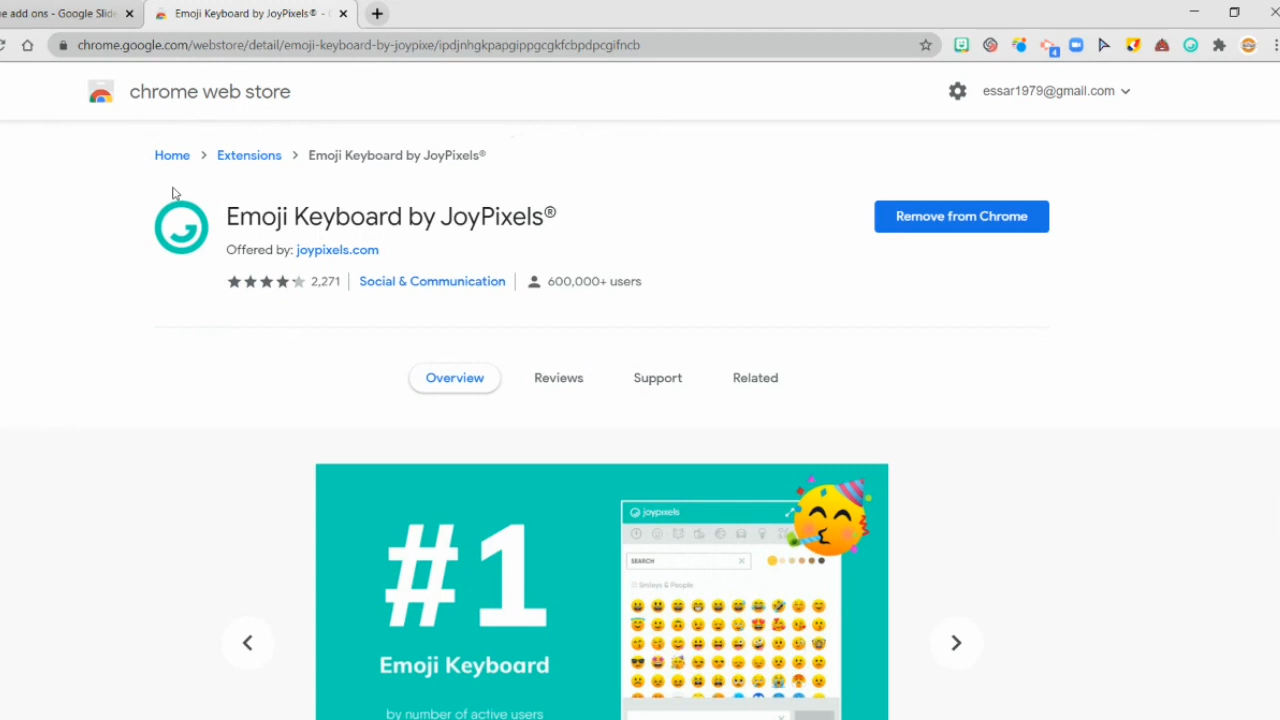 e add ons - Google Slide
Emoji Keyboard by JoyPixels® -
chrome.google.com/webstore/detail/emoji-keyboard-by-joypixe/ipdjnhgkpapgippgcgkfcbpdpcgifncb
4
chrome web store
essar1979@gmail.com
Home > Extensions > Emoji Keyboard by JoyPixels®
Emoji Keyboard by JoyPixels®
Remove from Chrome
Offered by: joypixels.com
2,271 | Social & Communication | 600,000+ users
Overview
Reviews
Support
Related
#1
Emoji Keyboard
by number of active users
joypixels
SEARCH
Smileys & People